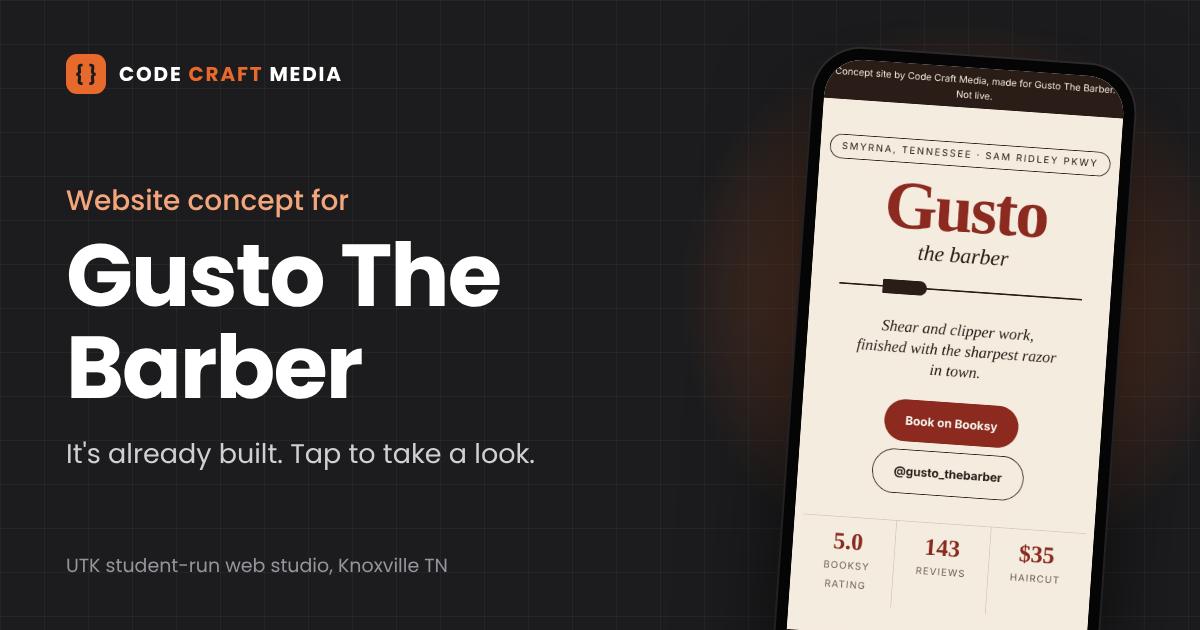 { } CODE CRAFT MEDIA
Website concept for
Gusto The
Barber
It's already built. Tap to take a look.
UTK student-run web studio, Knoxville TN
Concept site by Code Craft Media, made for Gusto The Barber.
Not live.
SMYRNA, TENNESSEE · SAM RIDLEY PKWY
Gusto
the barber
Shear and clipper work,
finished with the sharpest razor
in town.
Book on Booksy
@gusto_thebarber
5.0
BOOKSY
RATING
143
REVIEWS
$35
HAIRCUT